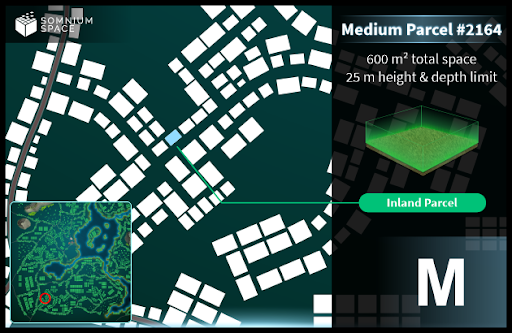 SOMNIUM
SPACE
Medium Parcel #2164
600 m² total space
25 m height & depth limit
Inland Parcel
M